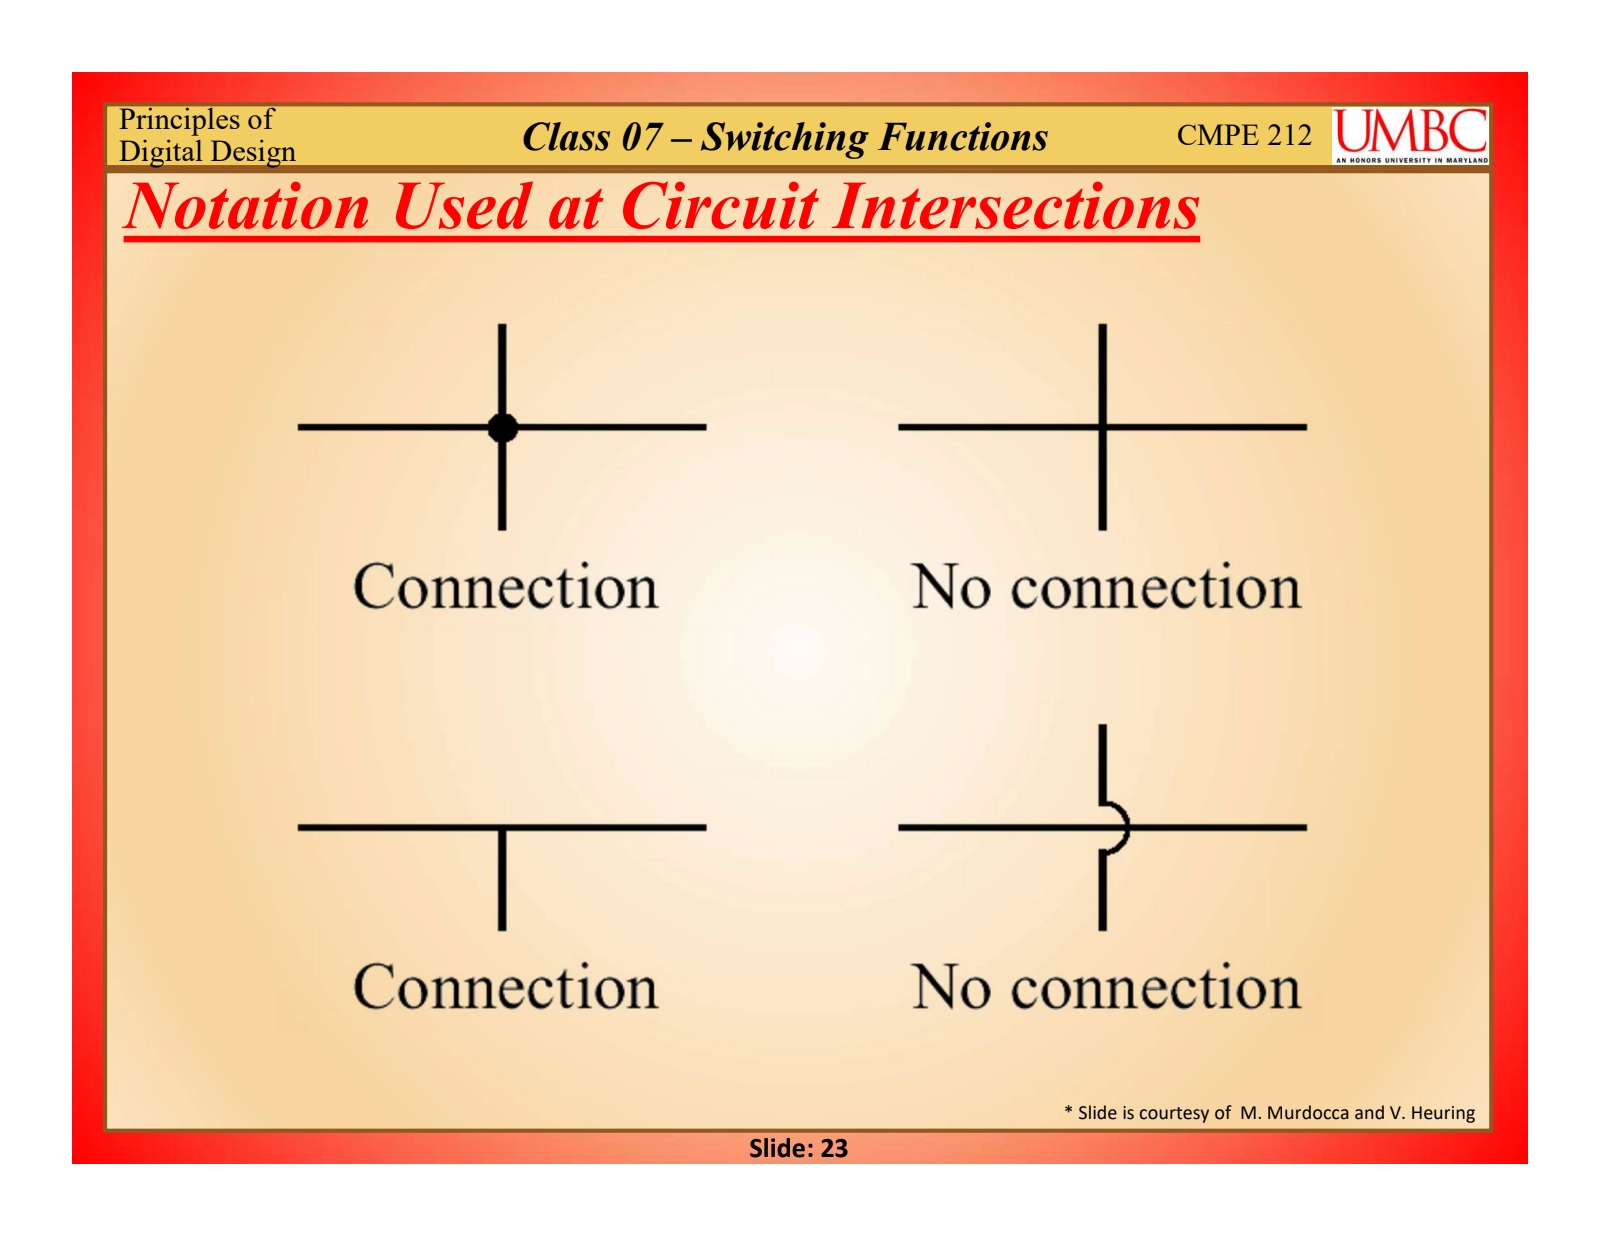 Principles of
Digital Design
Class 07 – Switching Functions
CMPE 212
UMBC
AN HONORS UNIVERSITY IN MARYLAND
Notation Used at Circuit Intersections
Connection
No connection
Connection
No connection
* Slide is courtesy of M. Murdocca and V. Heuring
Slide: 23